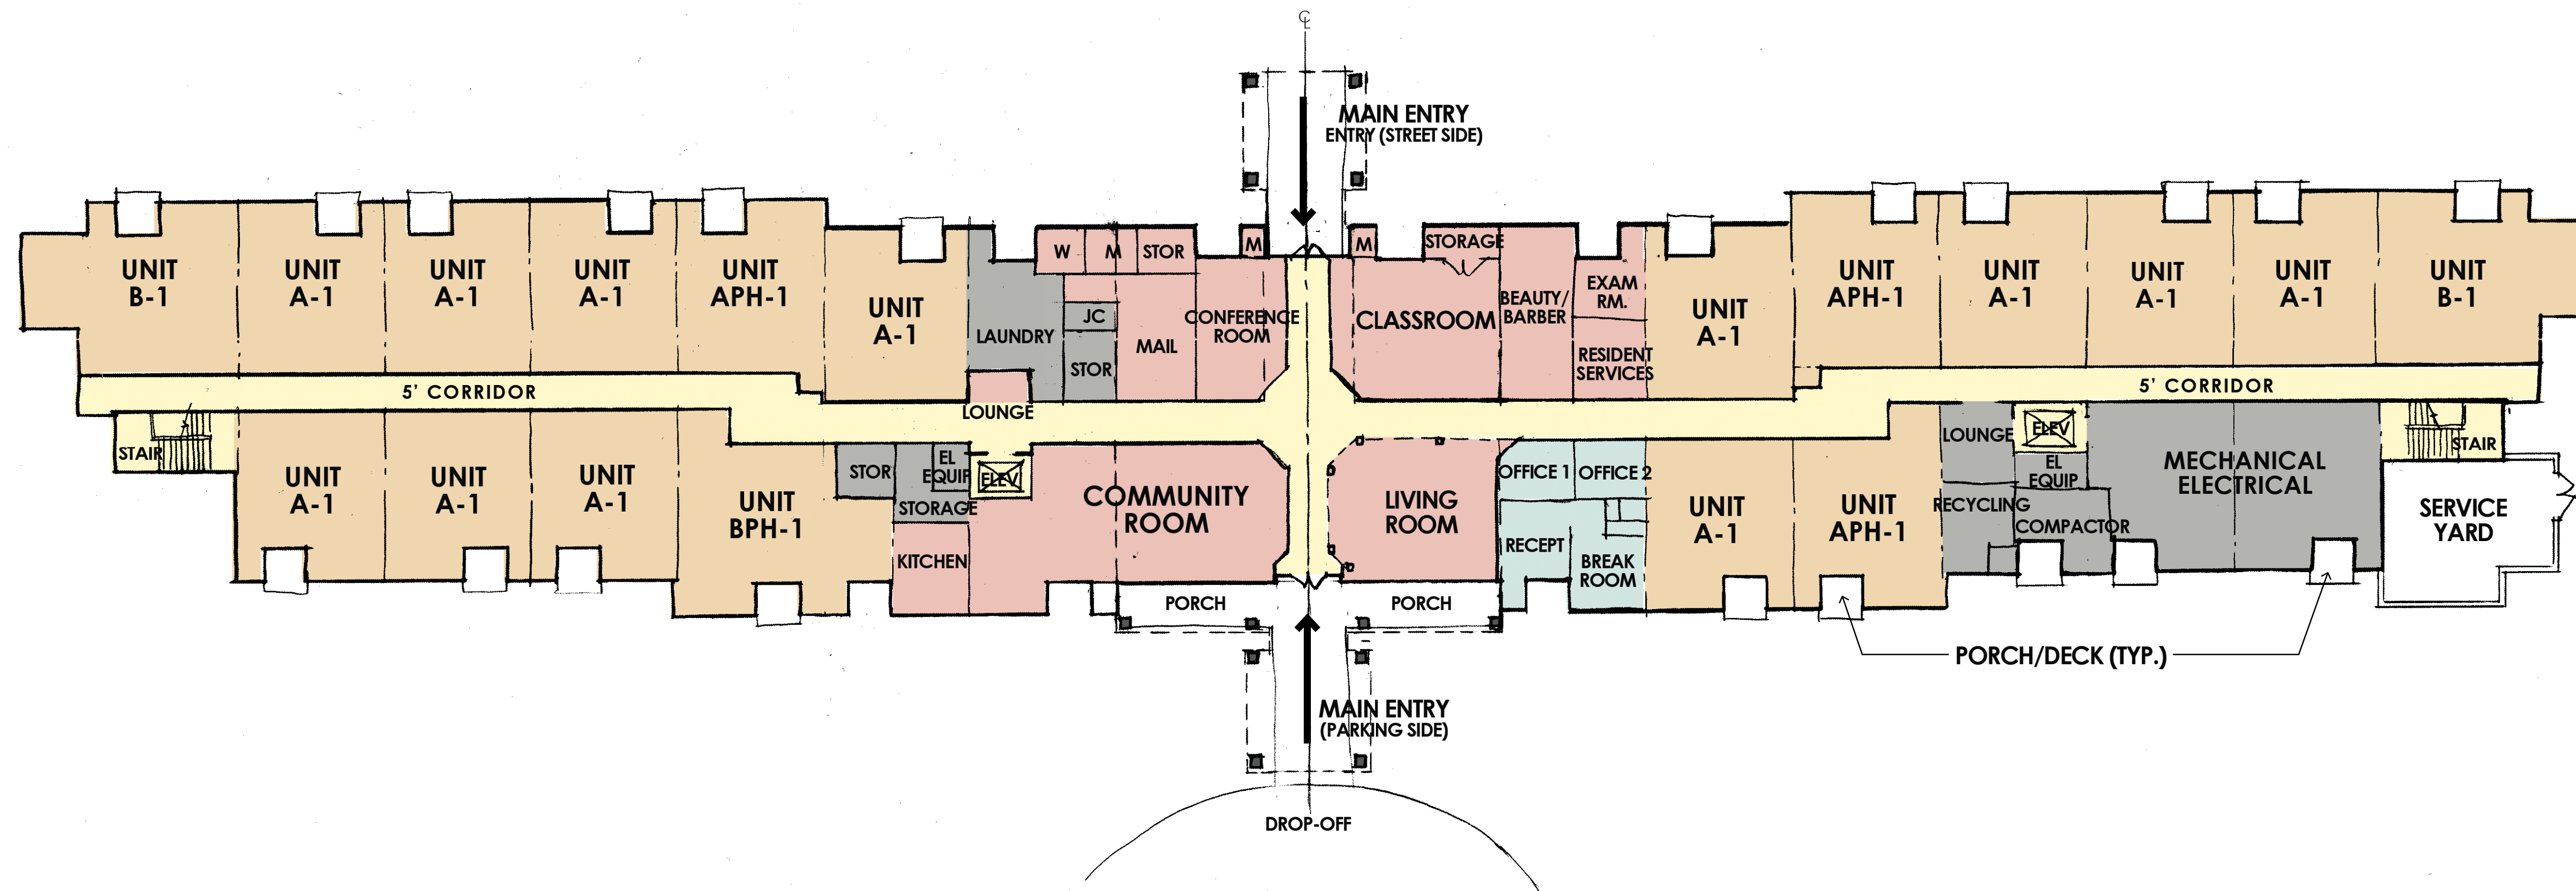 ℄
MAIN ENTRY
ENTRY (STREET SIDE)
UNIT
B-1
UNIT
A-1
UNIT
A-1
UNIT
A-1
UNIT
APH-1
UNIT
A-1
LAUNDRY
W
M
STOR
JC
STOR
MAIL
CONFERENCE
ROOM
M
M
CLASSROOM
STORAGE
BEAUTY/
BARBER
EXAM
RM.
RESIDENT
SERVICES
UNIT
A-1
UNIT
APH-1
UNIT
A-1
UNIT
A-1
UNIT
A-1
UNIT
B-1
5' CORRIDOR
LOUNGE
5' CORRIDOR
STAIR
UNIT
A-1
UNIT
A-1
UNIT
A-1
UNIT
BPH-1
STOR
EL
EQUIP
ELEV
STORAGE
KITCHEN
COMMUNITY
ROOM
LIVING
ROOM
OFFICE 1
OFFICE 2
RECEPT
BREAK
ROOM
UNIT
A-1
UNIT
APH-1
LOUNGE
ELEV
EL
EQUIP
RECYCLING
COMPACTOR
MECHANICAL
ELECTRICAL
STAIR
SERVICE
YARD
PORCH
PORCH
PORCH/DECK (TYP.)
MAIN ENTRY
(PARKING SIDE)
DROP-OFF